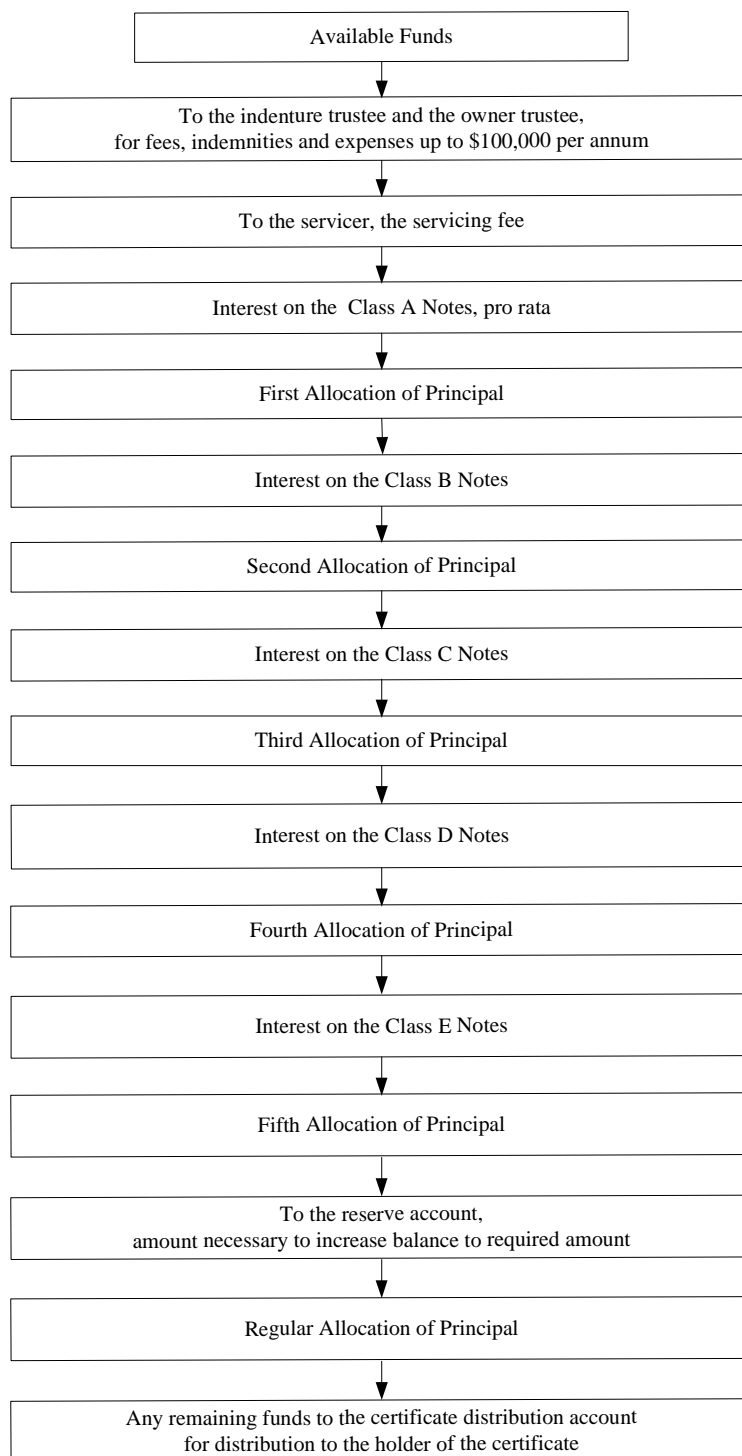 Available Funds
To the indenture trustee and the owner trustee,
for fees, indemnities and expenses up to $100,000 per annum
To the servicer, the servicing fee
Interest on the Class A Notes, pro rata
First Allocation of Principal
Interest on the Class B Notes
Second Allocation of Principal
Interest on the Class C Notes
Third Allocation of Principal
Interest on the Class D Notes
Fourth Allocation of Principal
Interest on the Class E Notes
Fifth Allocation of Principal
To the reserve account,
amount necessary to increase balance to required amount
Regular Allocation of Principal
Any remaining funds to the certificate distribution account
for distribution to the holder of the certificate